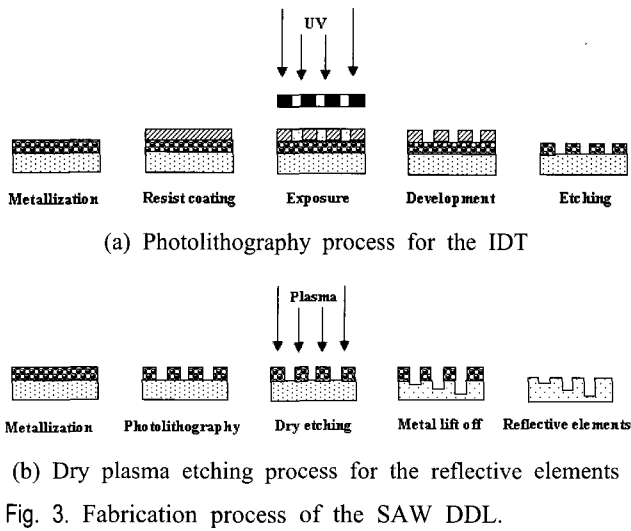 UV
Metallization Resist coating Exposure Development Etching
(a) Photolithography process for the IDT
Plasma
Metallization Photolithography Dry etching Metal lift off Reflective elements
(b) Dry plasma etching process for the reflective elements
Fig. 3. Fabrication process of the SAW DDL.